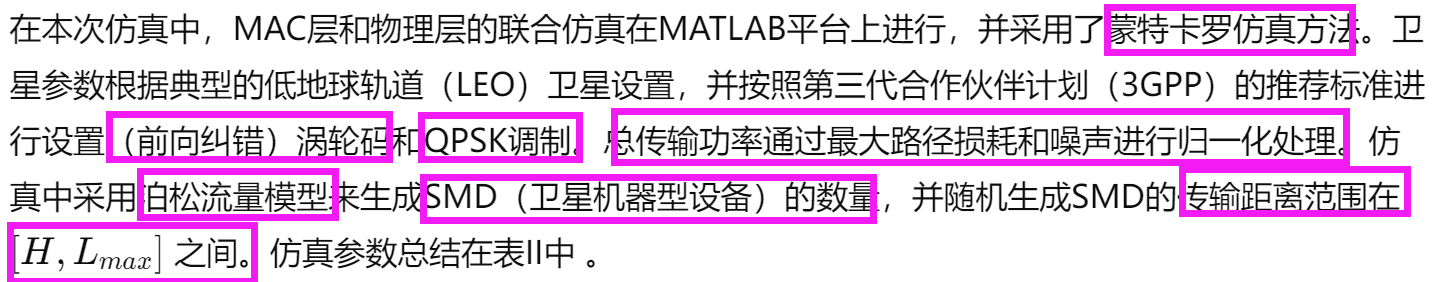 在本次仿真中，MAC层和物理层的联合仿真在MATLAB平台上进行，并采用了蒙特卡罗仿真方法。卫
星参数根据典型的低地球轨道（LEO）卫星设置，并按照第三代合作伙伴计划（3GPP）的推荐标准进
行设置（前向纠错）涡轮码和QPSK调制。总传输功率通过最大路径损耗和噪声进行归一化处理。仿
真中采用泊松流量模型来生成SMD（卫星机器型设备）的数量，并随机生成SMD的传输距离范围在
[H, L_{max}] 之间。仿真参数总结在表II中 。